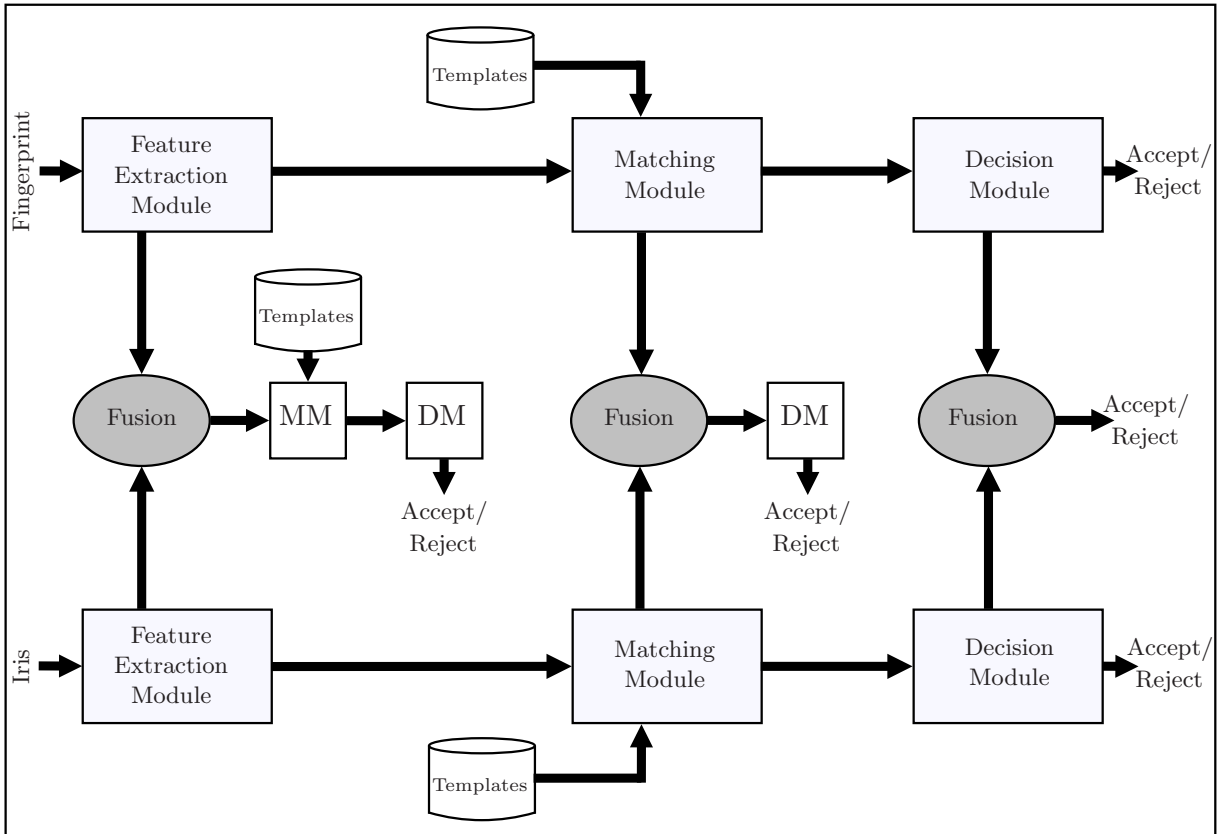 Templates
Fingerprint
Feature
Extraction
Module
Matching
Module
Decision
Module
Accept/
Reject
Templates
Fusion
MM
DM
Accept/
Reject
Fusion
DM
Accept/
Reject
Fusion
Accept/
Reject
Iris
Feature
Extraction
Module
Matching
Module
Decision
Module
Accept/
Reject
Templates